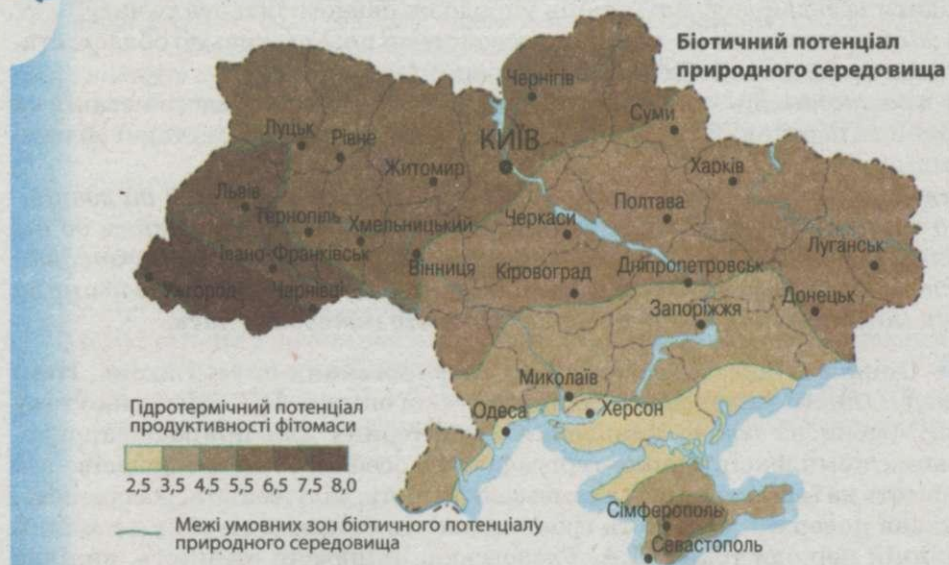 Біотичний потенціал
природного середовища
Чернігів
Суми
Луцьк
Рівне
КИЇВ
Житомир
Харків
Львів
Полтава
Тернопіль
Хмельницький
Черкаси
Луганськ
Івано-Франківськ
Вінниця
Кіровоград
Дніпропетровськ
Ужгород
Чернівці
Запоріжжя
Донецьк
Миколаїв
Одеса
Херсон
Гідротермічний потенціал
продуктивності фітомаси
2,5 3,5 4,5 5,5 6,5 7,5 8,0
Межі умовних зон біотичного потенціалу
природного середовища
Сімферополь
Севастополь